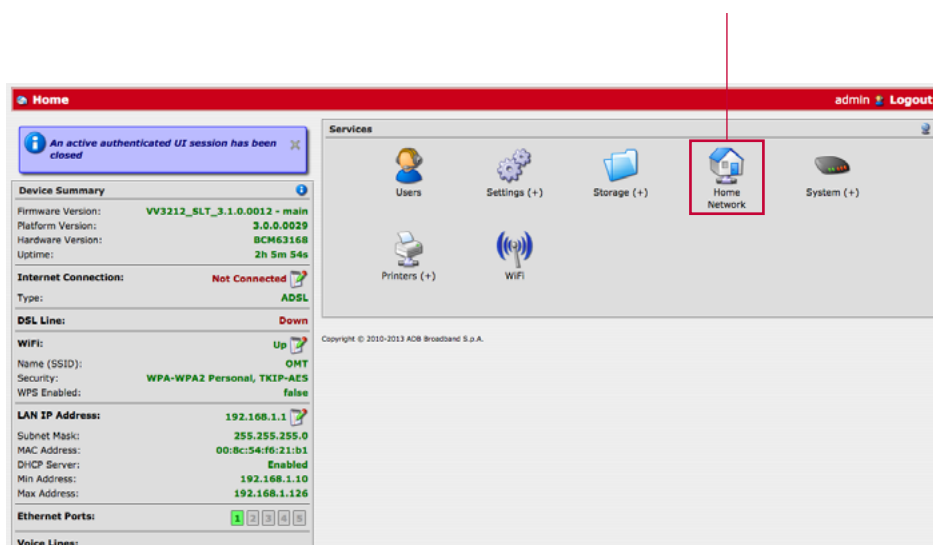 Home
admin Logout
An active authenticated UI session has been
closed
Device Summary
Firmware Version: VV3212_SLT_3.1.0.0012 - main
Platform Version: 3.0.0.0029
Hardware Version: BCM63168
Uptime: 2h 5m 54s
Internet Connection: Not Connected
Type: ADSL
DSL Line: Down
WiFi: Up
Name (SSID): OMT
Security: WPA-WPA2 Personal, TKIP-AES
WPS Enabled: false
LAN IP Address: 192.168.1.1
Subnet Mask: 255.255.255.0
MAC Address: 00:8c:54:f6:21:b1
DHCP Server: Enabled
Min Address: 192.168.1.10
Max Address: 192.168.1.126
Ethernet Ports: 1 2 3 4 5
Voice Lines:
Services
Users
Settings (+)
Storage (+)
Home
Network
System (+)
Printers (+)
WiFi
Copyright © 2010-2013 ADB Broadband S.p.A.